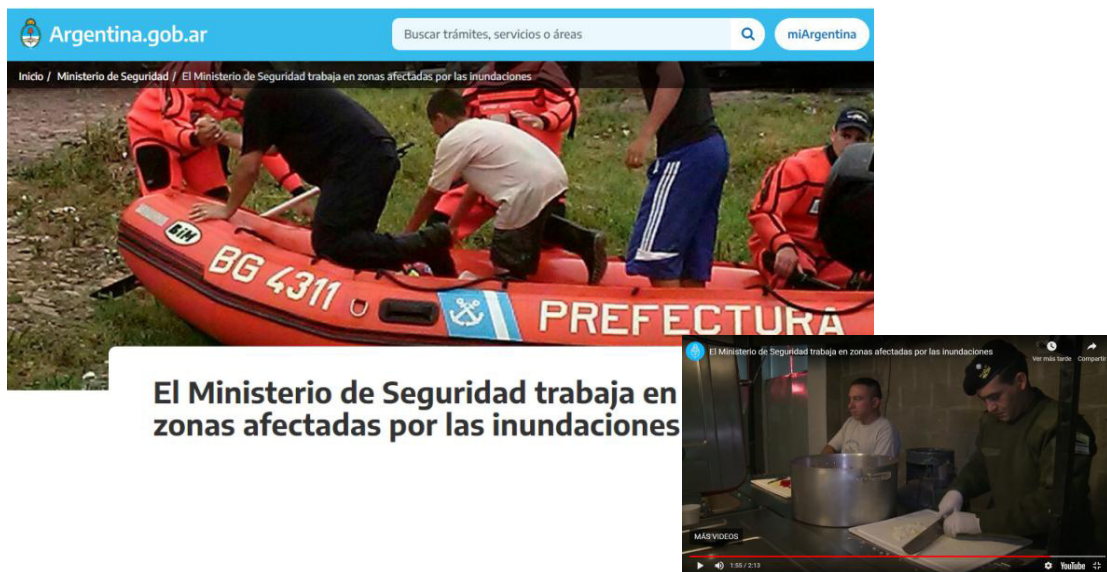 Argentina.gob.ar
Buscar trámites, servicios o áreas
miArgentina
Inicio / Ministerio de Seguridad / El Ministerio de Seguridad trabaja en zonas afectadas por las inundaciones
BIM
BG 4311
PREFECTURA
El Ministerio de Seguridad trabaja en
zonas afectadas por las inundaciones
El Ministerio de Seguridad trabaja en zonas afectadas por las inundaciones
Ver más tarde
Compartir
MÁS VIDEOS
1:55 / 2:13
YouTube